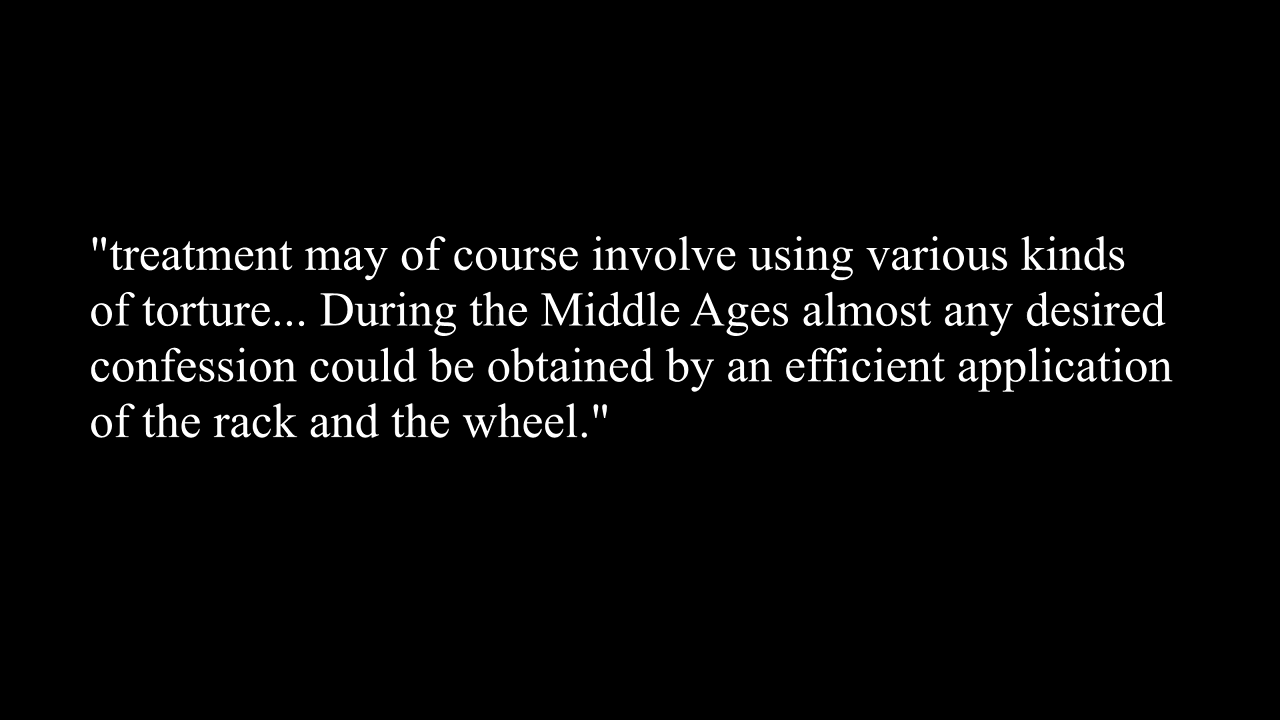 "treatment may of course involve using various kinds
of torture... During the Middle Ages almost any desired
confession could be obtained by an efficient application
of the rack and the wheel."